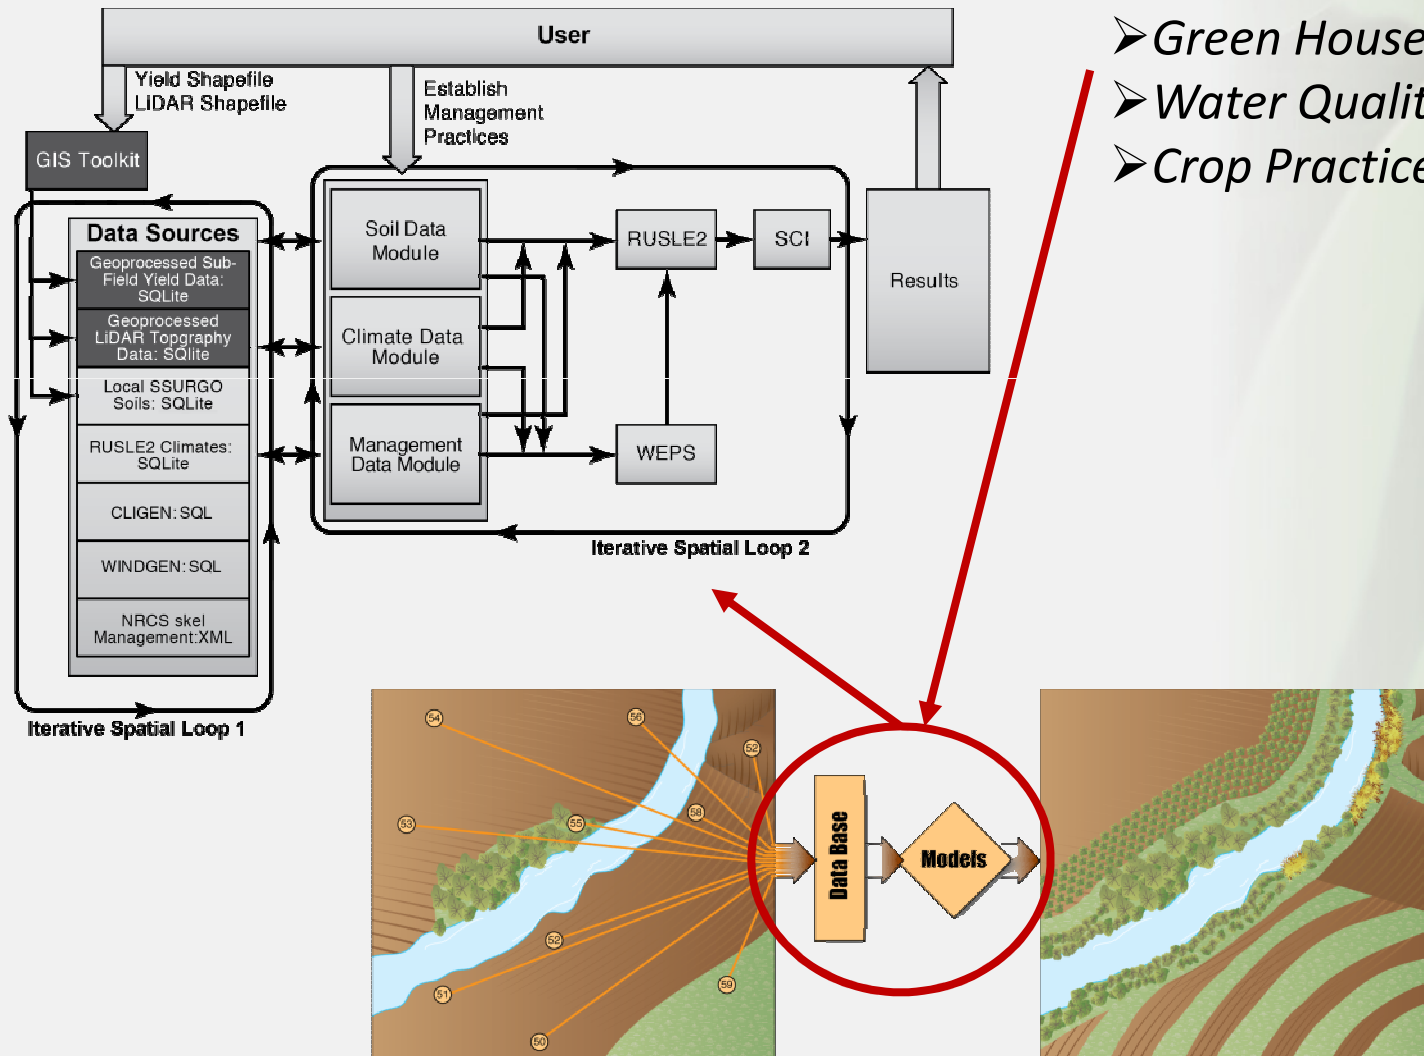 User
Yield Shapefile
LiDAR Shapefile
Establish
Management
Practices
GIS Toolkit
Data Sources
Geoprocessed Sub-
Field Yield Data:
SQLite
Geoprocessed
LiDAR Topgraphy
Data: SQlite
Local SSURGO
Soils: SQLite
RUSLE2 Climates:
SQLite
CLIGEN: SQL
WINDGEN: SQL
NRCS skel
Management:XML
Iterative Spatial Loop 1
Soil Data
Module
Climate Data
Module
Management
Data Module
RUSLE2
SCI
WEPS
Results
Iterative Spatial Loop 2
➢Green House
➢Water Qualit
➢Crop Practice
54
56
52
53
55
58
52
51
59
50
Data Base
Models